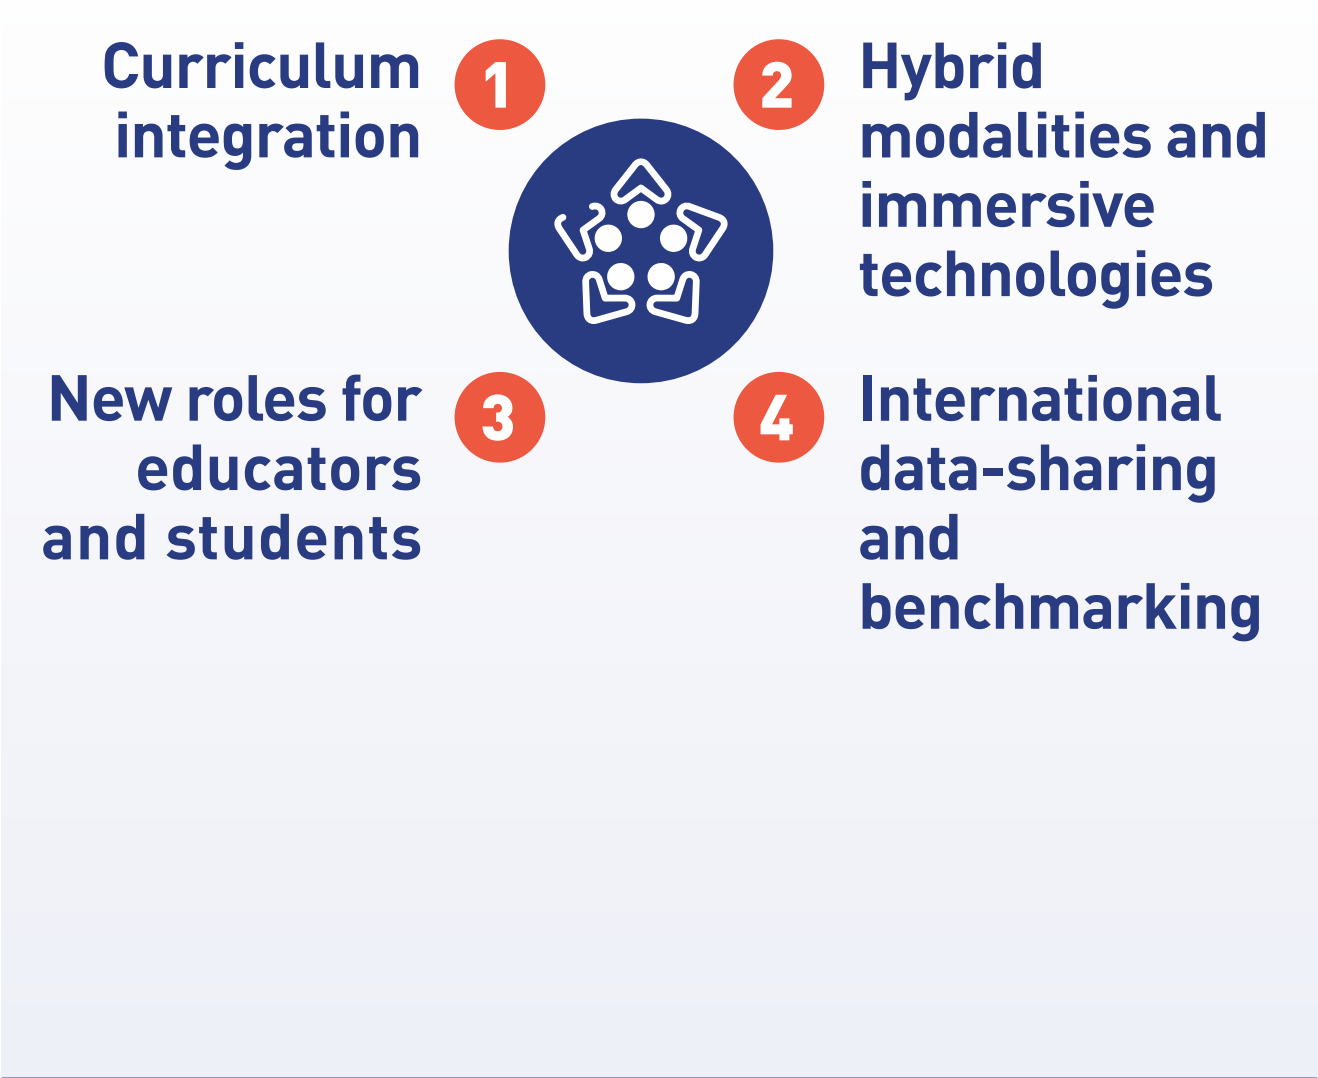 1
Curriculum
integration
2
Hybrid
modalities and
immersive
technologies
3
New roles for
educators
and students
4
International
data-sharing
and
benchmarking